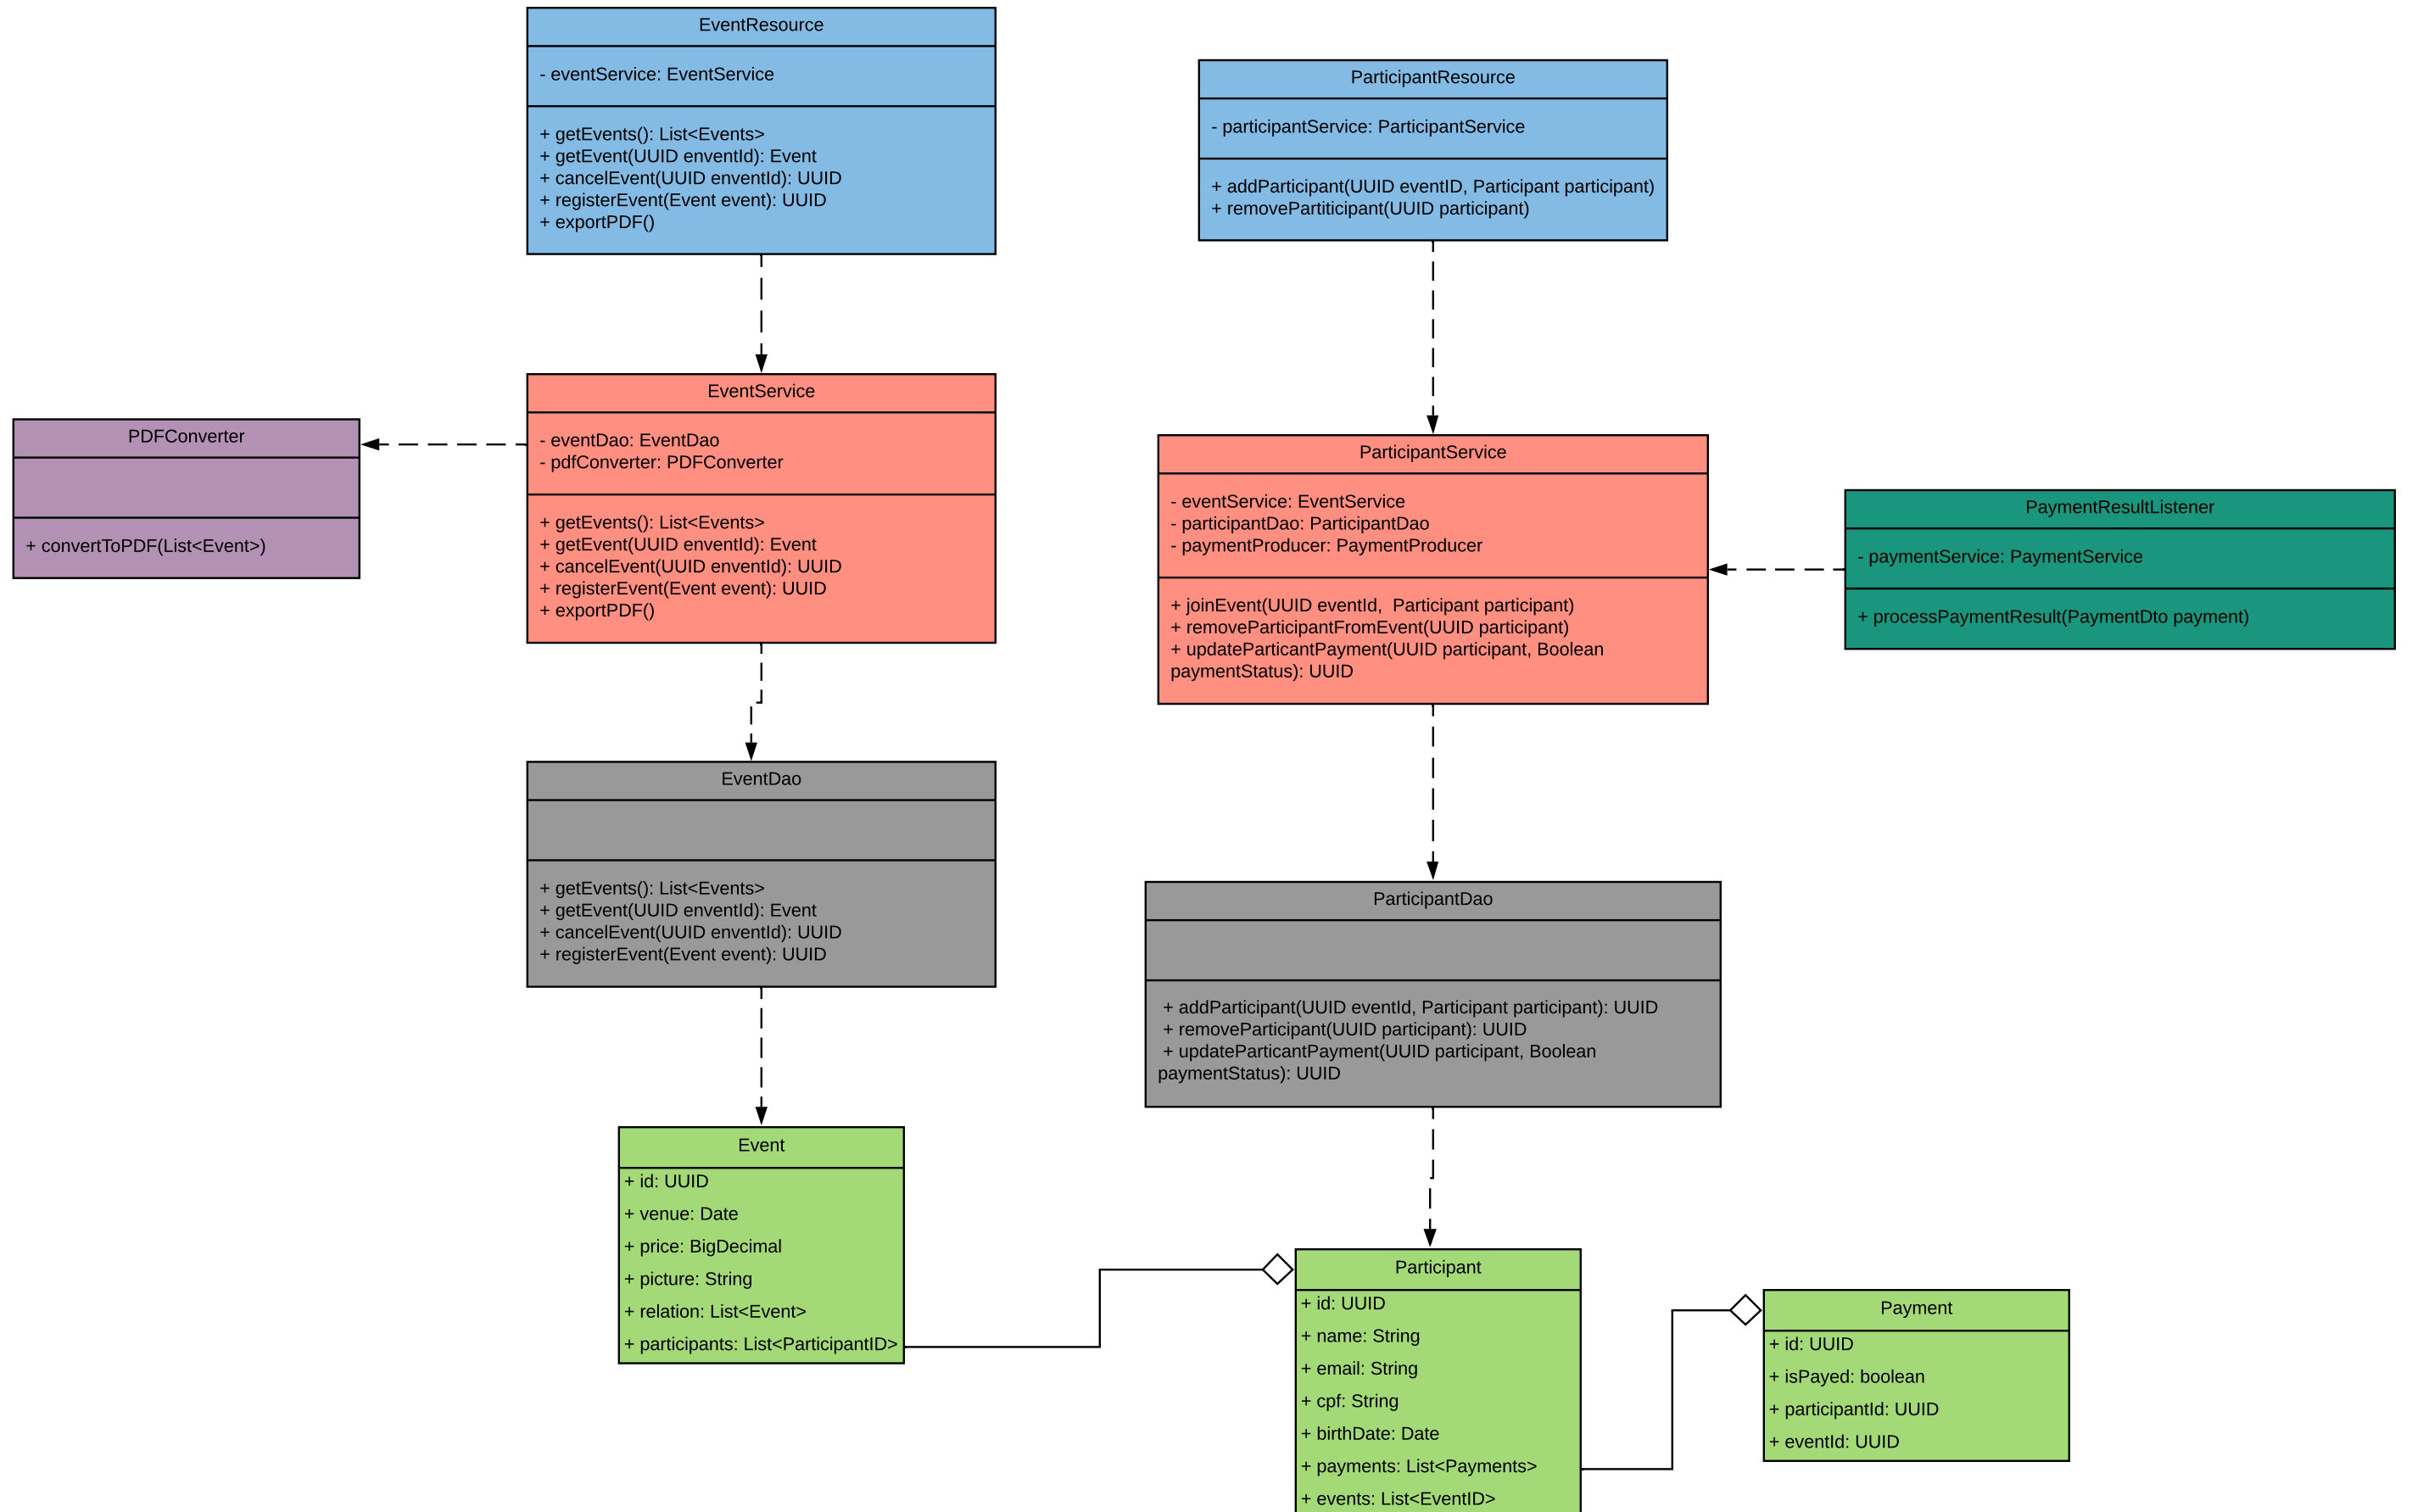 EventResource
- eventService: EventService
+ getEvents(): List<Events>
+ getEvent(UUID enventId): Event
+ cancelEvent(UUID enventId): UUID
+ registerEvent(Event event): UUID
+ exportPDF()
ParticipantResource
- participantService: ParticipantService
+ addParticipant(UUID eventID, Participant participant)
+ removePartiticipant(UUID participant)
PDFConverter
+ convertToPDF(List<Event>)
EventService
- eventDao: EventDao
- pdfConverter: PDFConverter
+ getEvents(): List<Events>
+ getEvent(UUID enventId): Event
+ cancelEvent(UUID enventId): UUID
+ registerEvent(Event event): UUID
+ exportPDF()
ParticipantService
- eventService: EventService
- participantDao: ParticipantDao
- paymentProducer: PaymentProducer
+ joinEvent(UUID eventId,  Participant participant)
+ removeParticipantFromEvent(UUID participant)
+ updateParticantPayment(UUID participant, Boolean
paymentStatus): UUID
PaymentResultListener
- paymentService: PaymentService
+ processPaymentResult(PaymentDto payment)
EventDao
+ getEvents(): List<Events>
+ getEvent(UUID enventId): Event
+ cancelEvent(UUID enventId): UUID
+ registerEvent(Event event): UUID
ParticipantDao
+ addParticipant(UUID eventId, Participant participant): UUID
+ removeParticipant(UUID participant): UUID
+ updateParticantPayment(UUID participant, Boolean
paymentStatus): UUID
Event
+ id: UUID
+ venue: Date
+ price: BigDecimal
+ picture: String
+ relation: List<Event>
+ participants: List<ParticipantID>
Participant
+ id: UUID
+ name: String
+ email: String
+ cpf: String
+ birthDate: Date
+ payments: List<Payments>
+ events: List<EventID>
Payment
+ id: UUID
+ isPayed: boolean
+ participantId: UUID
+ eventId: UUID